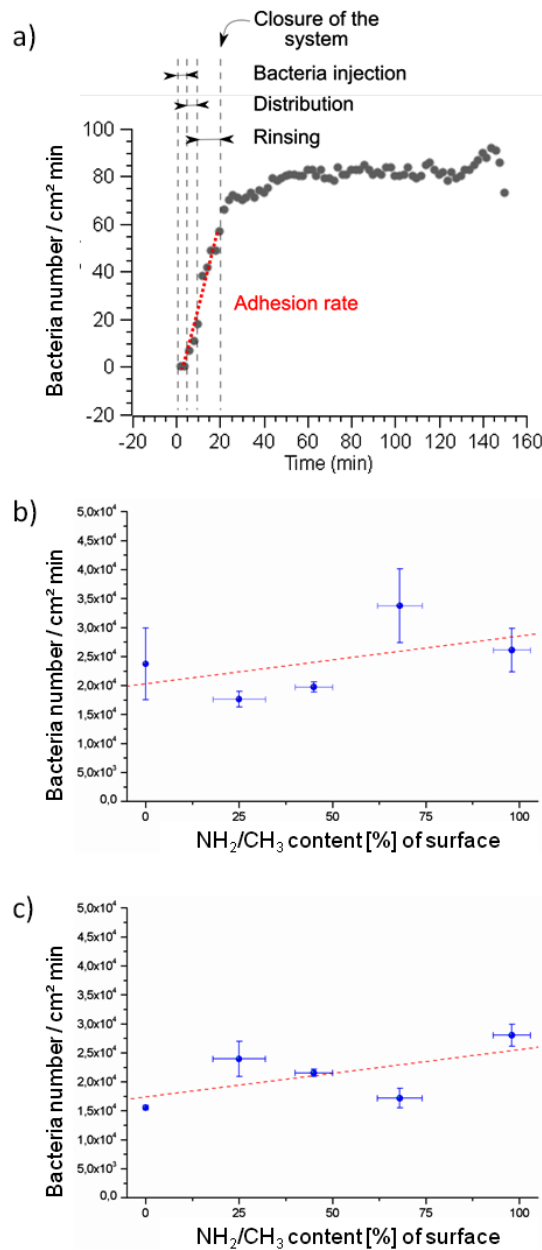 a)
Closure of the
system
Bacteria injection
Distribution
Rinsing
Bacteria number / cm² min
100
80
60
40
20
0
-20
Adhesion rate
-20 0 20 40 60 80 100 120 140 160
Time (min)
b)
Bacteria number / cm² min
5,0x10⁴
4,5x10⁴
4,0x10⁴
3,5x10⁴
3,0x10⁴
2,5x10⁴
2,0x10⁴
1,5x10⁴
1,0x10⁴
5,0x10³
0,0
0 25 50 75 100
NH₂/CH₃ content [%] of surface
c)
Bacteria number / cm² min
5,0x10⁴
4,5x10⁴
4,0x10⁴
3,5x10⁴
3,0x10⁴
2,5x10⁴
2,0x10⁴
1,5x10⁴
1,0x10⁴
5,0x10³
0,0
0 25 50 75 100
NH₂/CH₃ content [%] of surface